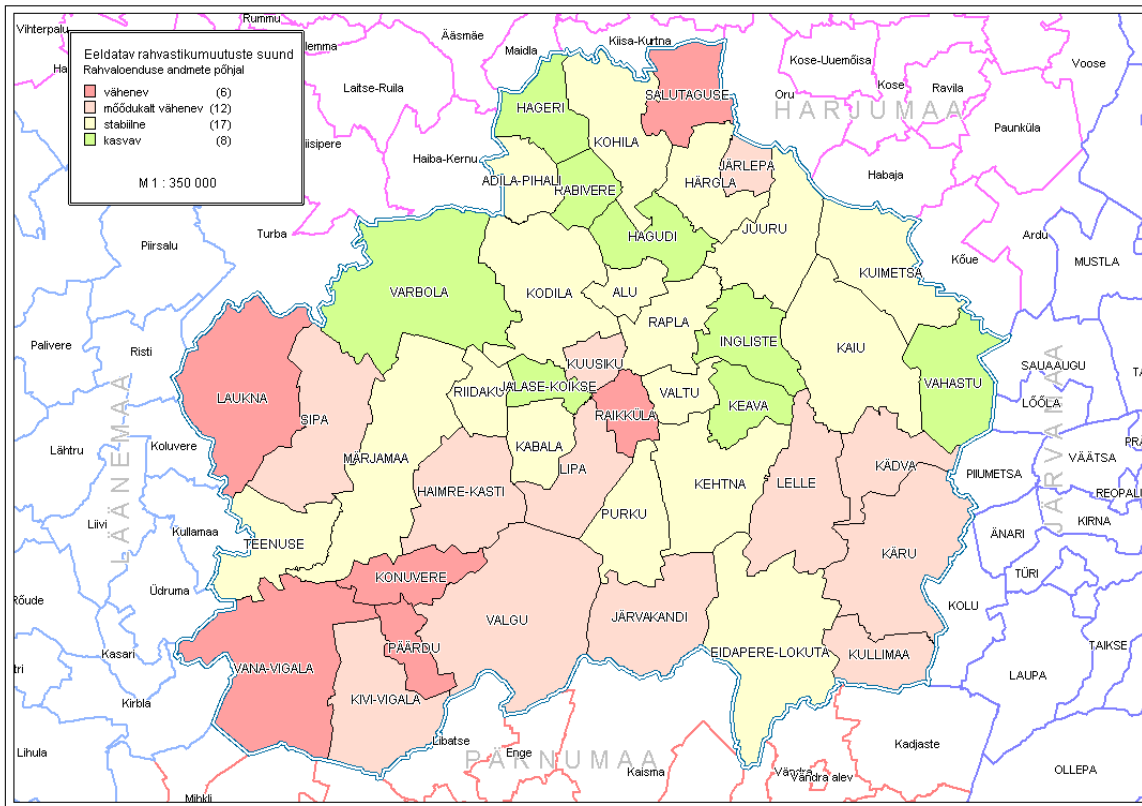 Eeldatav rahvastikumuutuste suund
Rahvaloenduse andmete põhjal
vähenev (6)
mõõdukalt vähenev (12)
stabiilne (17)
kasvav (8)
M 1 : 350 000
Vihterpalu
Rummu
Ääsmäe
Maidla
Kiisa-Kurtna
Kose-Uuemõisa
Voose
Laitse-Ruila
Oru
Kose
Ravila
HARJUMAA
Paunküla
Haiba-Kernu
Habaja
HAGERI
SALUTAGUSE
KOHILA
JÄRLEPA
HÄRGLA
ADILA-PIHALI
RABIVERE
HAGUDI
JUURU
Piirsalu
Turba
Ardu
MUSTLA
Kõue
KUIMETSA
VARBOLA
KODILA
ALU
RAPLA
INGLISTE
KAIU
Palivere
Risti
KUUSIKU
VAHASTU
SAUAAUGU
LÕÕLA
LAUKNA
SIPA
RIIDAKU
JALASE-KOIKSE
RAIKKÜLA
VALTU
KEAVA
Lähtru
Koluvere
LÄÄNEMAA
MÄRJAMAA
KABALA
LIPA
HAIMRE-KASTI
KEHTNA
LELLE
KÄDVA
PIIUMETSA
VÄÄTSA
JÄRVAMAA
REOPALU
Liivi
Kullamaa
TEENUSE
PURKU
ÄNARI
KIRNA
KÄRU
TÜRI
Üdruma
KONUVERE
Rõude
KOLU
VALGU
JÄRVAKANDI
Kasari
PÄÄRDU
VANA-VIGALA
EIDAPERE-LOKUTA
KULLIMAA
TAIKSE
LAUPA
Kirbla
KIVI-VIGALA
Lihula
Libatse
Enge
PÄRNUMAA
Kaisma
Vändra
Vändra alev
Kadjaste
OLLEPA
Mihkli